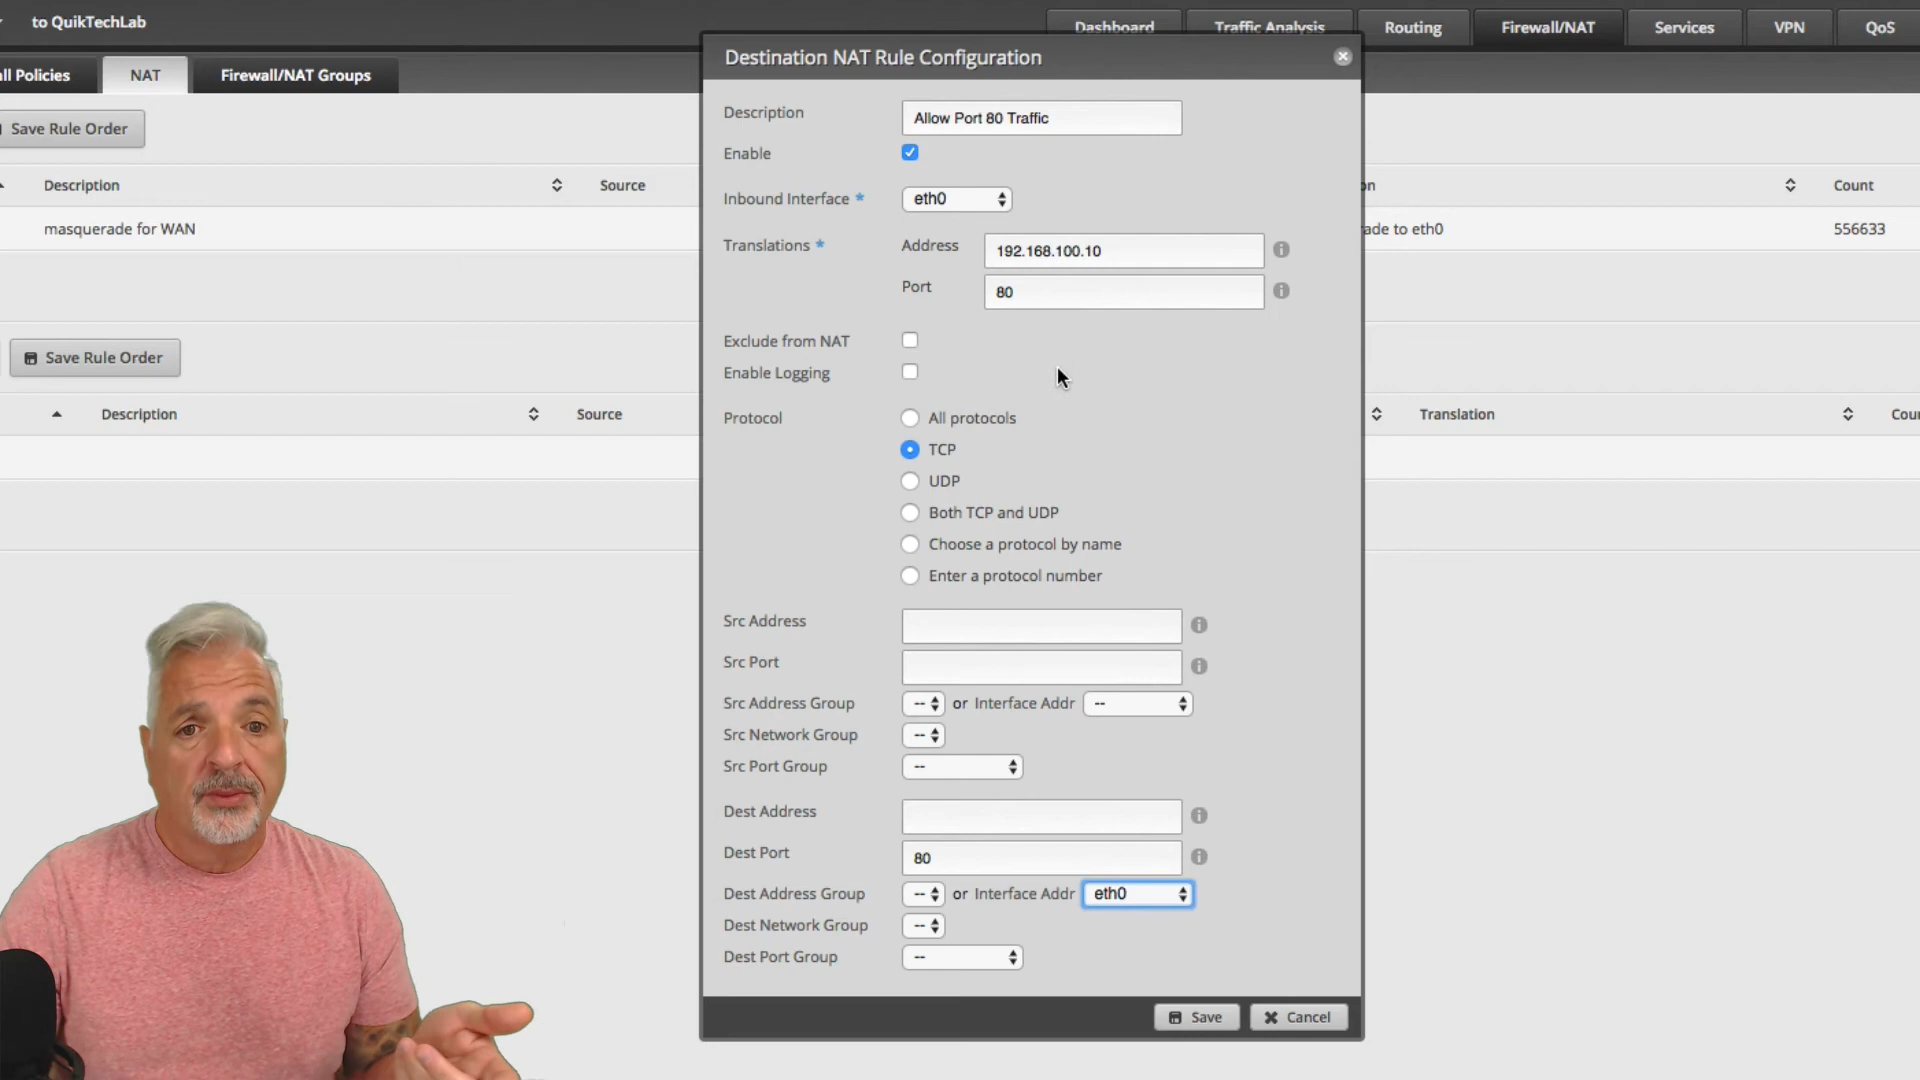 to QuikTechLab
Dashboard
Traffic Analysis
Routing
Firewall/NAT
Services
VPN
QoS
all Policies
NAT
Firewall/NAT Groups
Save Rule Order
Description
Source
on
Count
masquerade for WAN
rade to eth0
556633
Save Rule Order
Description
Source
Translation
Cour
Destination NAT Rule Configuration
Description
Allow Port 80 Traffic
Enable
Inbound Interface *
eth0
Translations *
Address
192.168.100.10
Port
80
Exclude from NAT
Enable Logging
Protocol
All protocols
TCP
UDP
Both TCP and UDP
Choose a protocol by name
Enter a protocol number
Src Address
Src Port
Src Address Group
-- or Interface Addr --
Src Network Group
--
Src Port Group
--
Dest Address
Dest Port
80
Dest Address Group
-- or Interface Addr eth0
Dest Network Group
--
Dest Port Group
--
Save
Cancel